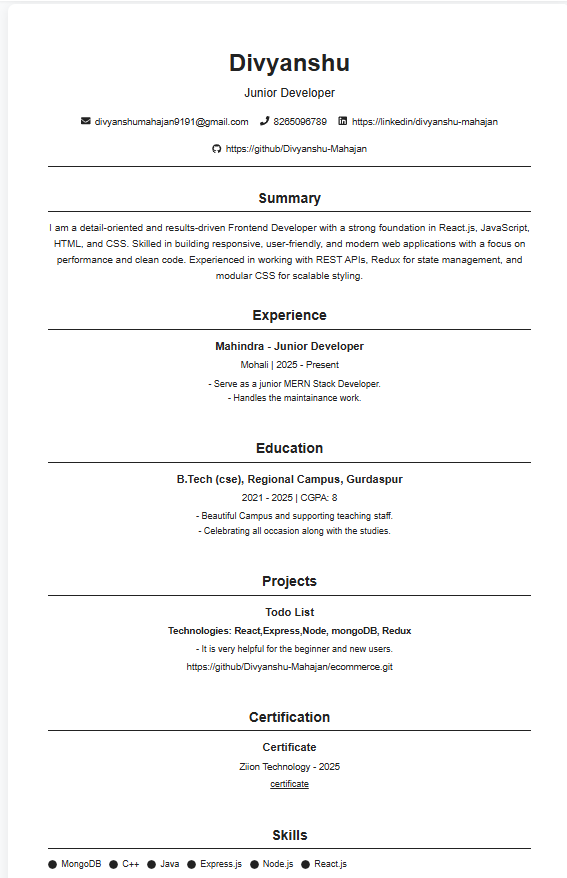 Divyanshu
Junior Developer
divyanshumahajan9191@gmail.com 8265096789 https://linkedin/divyanshu-mahajan
https://github/Divyanshu-Mahajan
Summary
I am a detail-oriented and results-driven Frontend Developer with a strong foundation in React.js, JavaScript,
HTML, and CSS. Skilled in building responsive, user-friendly, and modern web applications with a focus on
performance and clean code. Experienced in working with REST APIs, Redux for state management, and
modular CSS for scalable styling.
Experience
Mahindra - Junior Developer
Mohali | 2025 - Present
- Serve as a junior MERN Stack Developer.
- Handles the maintainance work.
Education
B.Tech (cse), Regional Campus, Gurdaspur
2021 - 2025 | CGPA: 8
- Beautiful Campus and supporting teaching staff.
- Celebrating all occasion along with the studies.
Projects
Todo List
Technologies: React,Express,Node, mongoDB, Redux
- It is very helpful for the beginner and new users.
https://github/Divyanshu-Mahajan/ecommerce.git
Certification
Certificate
Ziion Technology - 2025
certificate
Skills
MongoDB C++ Java Express.js Node.js React.js